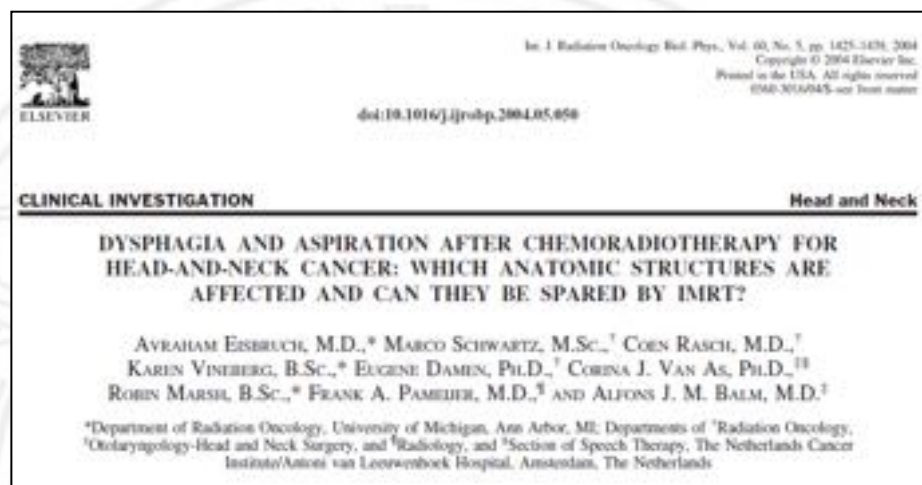 Int. J. Radiation Oncology Biol. Phys., Vol. 60, No. 5, pp. 1425–1439, 2004
Copyright © 2004 Elsevier Inc.
Printed in the USA. All rights reserved
0360-3016/04/$–see front matter
ELSEVIER
doi:10.1016/j.ijrobp.2004.05.050
CLINICAL INVESTIGATION
Head and Neck
DYSPHAGIA AND ASPIRATION AFTER CHEMORADIOTHERAPY FOR
HEAD-AND-NECK CANCER: WHICH ANATOMIC STRUCTURES ARE
AFFECTED AND CAN THEY BE SPARED BY IMRT?
AVRAHAM EISBRUCH, M.D.,* MARCO SCHWARTZ, M.SC.,† COEN RASCH, M.D.,†
KAREN VINEBERG, B.SC.,* EUGENE DAMEN, PH.D.,† CORINA J. VAN AS, PH.D.,‡§
ROBIN MARSH, B.SC.,* FRANK A. PAMEIJER, M.D.,¶ AND ALFONS J. M. BALM, M.D.‡
*Department of Radiation Oncology, University of Michigan, Ann Arbor, MI; Departments of †Radiation Oncology,
‡Otolaryngology-Head and Neck Surgery, and ¶Radiology, and §Section of Speech Therapy, The Netherlands Cancer
Institute/Antoni van Leeuwenhoek Hospital, Amsterdam, The Netherlands